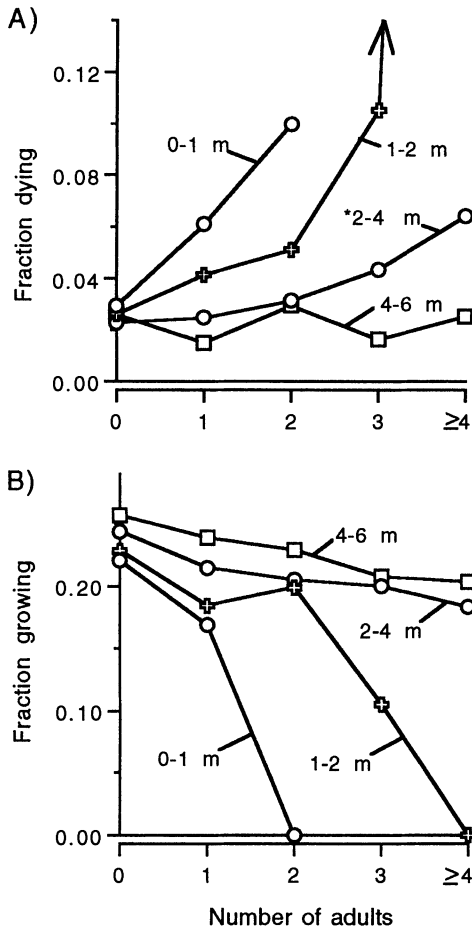 A)
0.12
0.08
0.04
0.00
Fraction dying
0-1 m
1-2 m
*2-4 m
4-6 m
0 1 2 3 ≥4
B)
0.20
0.10
0.00
Fraction growing
4-6 m
2-4 m
0-1 m
1-2 m
0 1 2 3 ≥4
Number of adults